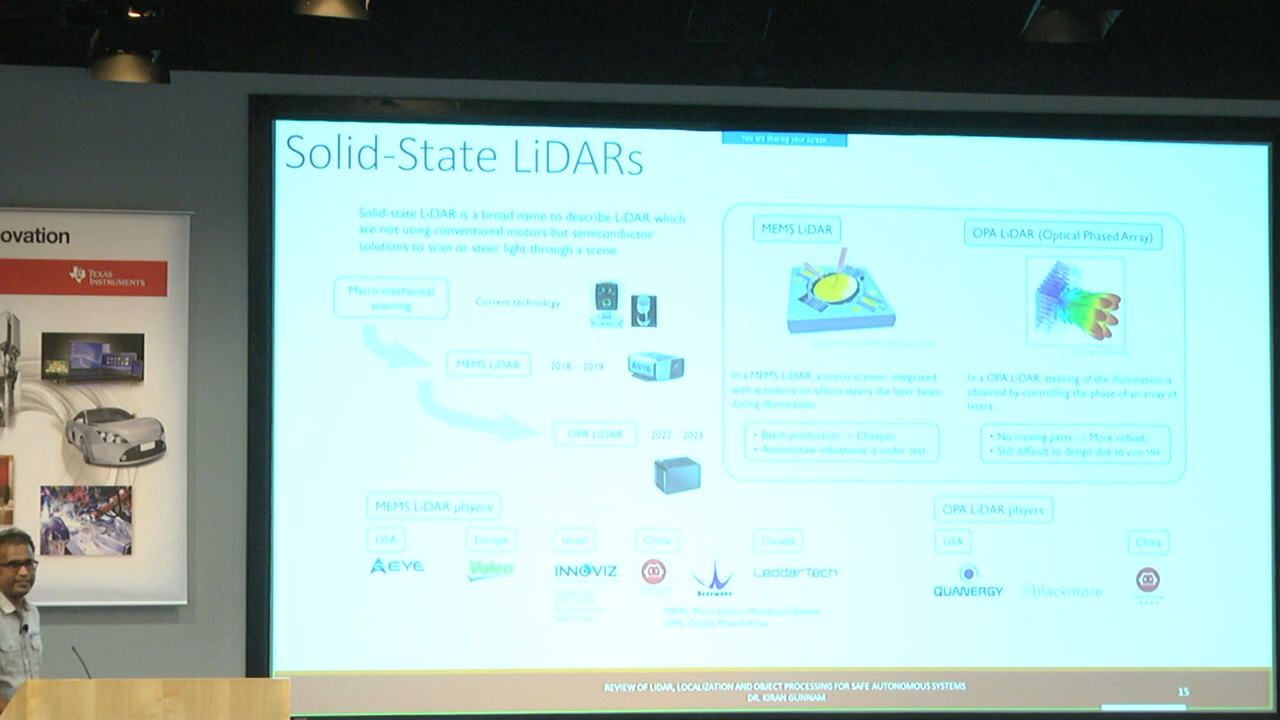 ovation
TEXAS
INSTRUMENTS
You are sharing your screen
Solid-State LiDARs
Solid-state LiDAR is a broad name to describe LiDAR which
are not using conventional motors but semiconductor
solutions to scan or steer light through a scene.
Macro-mechanical
scanning
Current technology
MEMS LiDAR
2018 - 2019
OPA LiDAR
2022 - 2023
MEMS LiDAR
In a MEMS LiDAR, a micro scanner integrated
with actuators on silicon steers the laser beam
during illumination.
• Batch production -> Cheaper
• Automotive robustness is under test
OPA LiDAR (Optical Phased Array)
In a OPA LiDAR, steering of the illumination is
obtained by controlling the phase of an array of
lasers.
• No moving parts -> More robust
• Still difficult to design due to poor SNR
MEMS LiDAR players
USA
Europe
Israel
China
Canada
AEYE
Valeo
INNOVIZ
Benewake
LeddarTech
MEMS: Micro Electro Mechanical System
OPA: Optical Phased Array
OPA LiDAR players
USA
China
QUANERGY
blackmore
REVIEW OF LIDAR, LOCALIZATION AND OBJECT PROCESSING FOR SAFE AUTONOMOUS SYSTEMS
DR. KIRAN GUNNAM
15